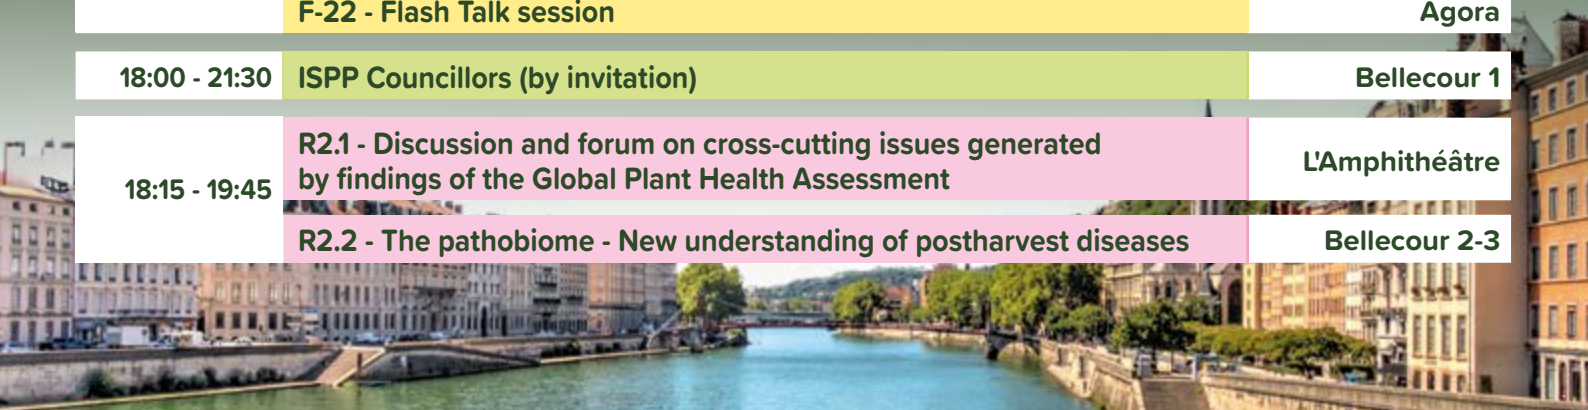 F-22 - Flash Talk session Agora
18:00 - 21:30 ISPP Councillors (by invitation) Bellecour 1
18:15 - 19:45
R2.1 - Discussion and forum on cross-cutting issues generated
by findings of the Global Plant Health Assessment
L'Amphithéâtre
R2.2 - The pathobiome - New understanding of postharvest diseases Bellecour 2-3